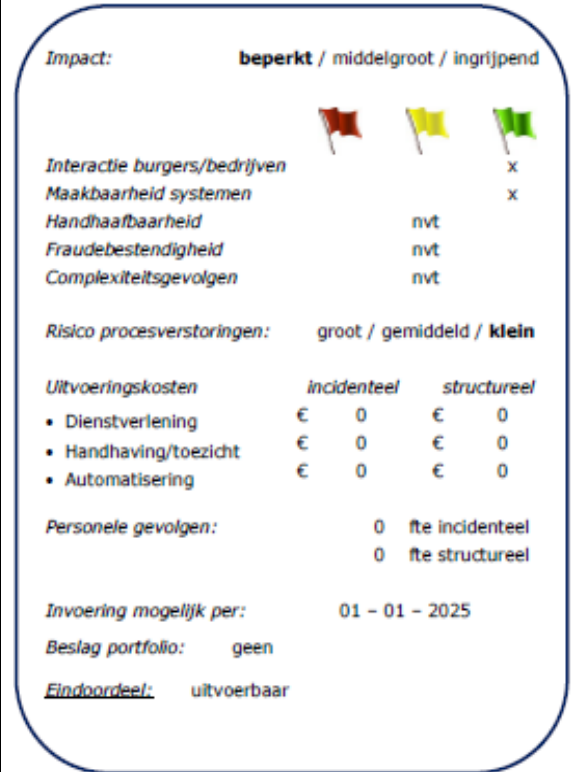 Impact: beperkt / middelgroot / ingrijpend
Interactie burgers/bedrijven x
Maakbaarheid systemen x
Handhaafbaarheid nvt
Fraudebestendigheid nvt
Complexiteitsgevolgen nvt
Risico procesverstoringen: groot / gemiddeld / klein
Uitvoeringskosten incidenteel structureel
• Dienstverlening € 0 € 0
• Handhaving/toezicht € 0 € 0
• Automatisering € 0 € 0
Personele gevolgen: 0 fte incidenteel
0 fte structureel
Invoering mogelijk per: 01 – 01 – 2025
Beslag portfolio: geen
Eindoordeel: uitvoerbaar